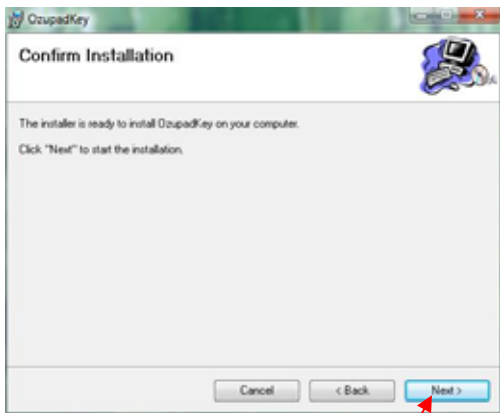 OzupadKey
Confirm Installation
The installer is ready to install OzupadKey on your computer.
Click "Next" to start the installation.
Cancel
< Back
Next >